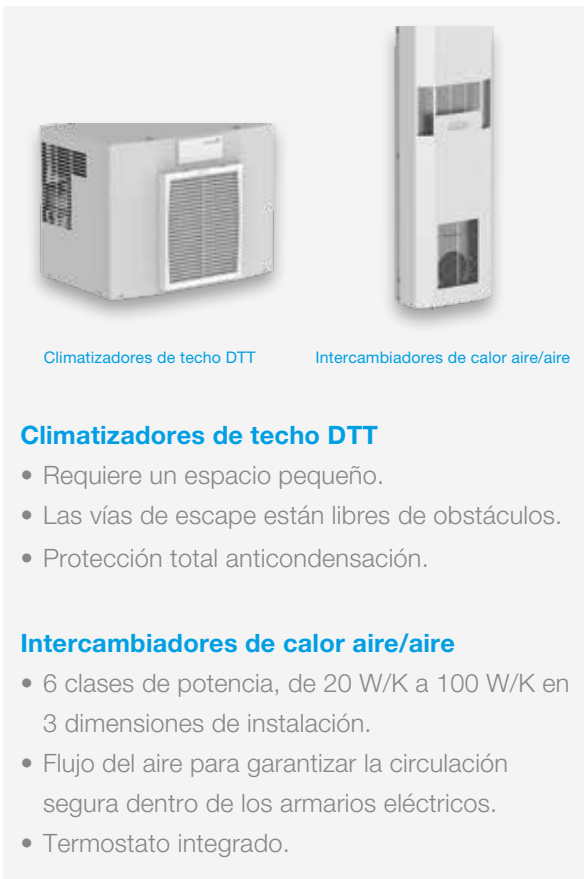 Climatizadores de techo DTT
Intercambiadores de calor aire/aire
Climatizadores de techo DTT
• Requiere un espacio pequeño.
• Las vías de escape están libres de obstáculos.
• Protección total anticondensación.
Intercambiadores de calor aire/aire
• 6 clases de potencia, de 20 W/K a 100 W/K en
3 dimensiones de instalación.
• Flujo del aire para garantizar la circulación
segura dentro de los armarios eléctricos.
• Termostato integrado.